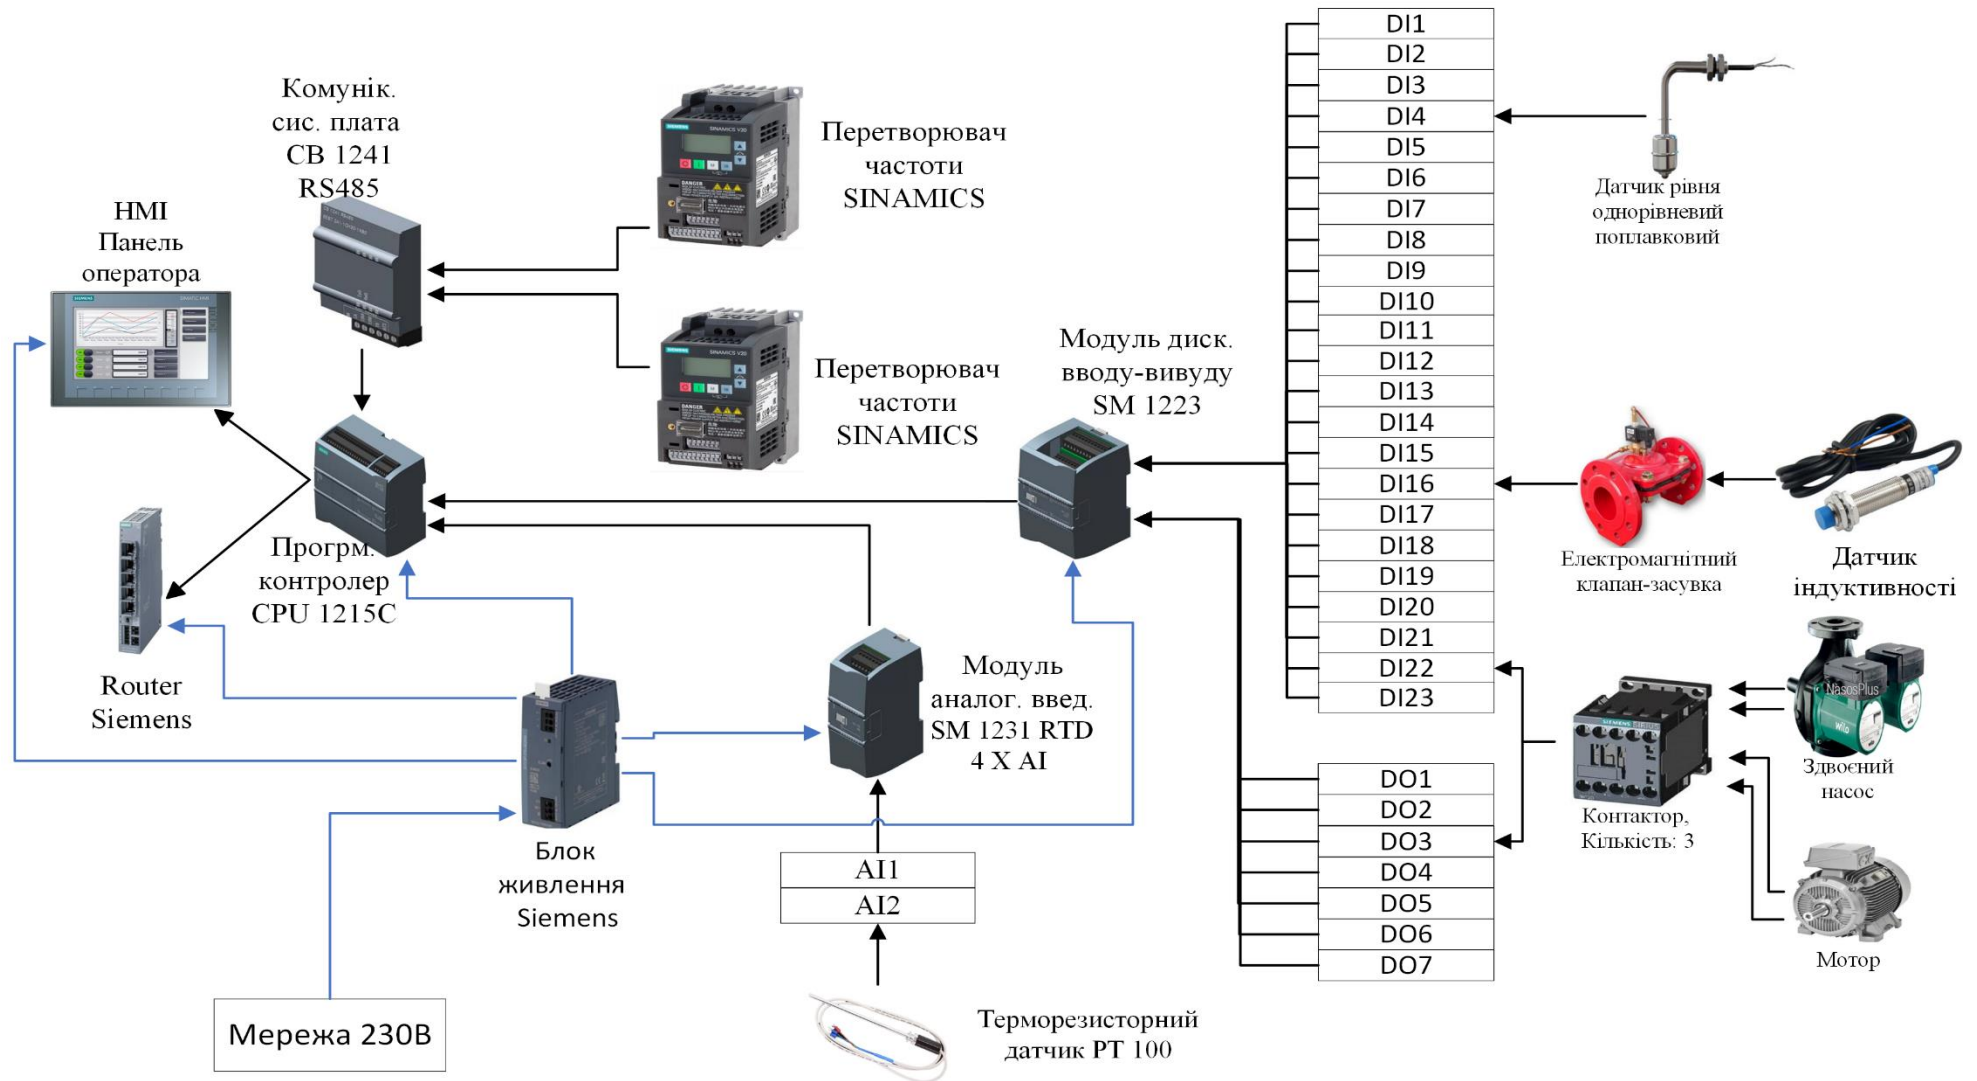 Комунік.
сис. плата
CB 1241
RS485
HMI
Панель
оператора
Перетворювач
частоти
SINAMICS
Перетворювач
частоти
SINAMICS
Модуль диск.
вводу-вивуду
SM 1223
Прогрм.
контролер
CPU 1215C
Router
Siemens
Модуль
аналог. введ.
SM 1231 RTD
4 X AI
Блок
живлення
Siemens
Мережа 230В
AI1
AI2
Терморезисторний
датчик PT 100
DI1
DI2
DI3
DI4
DI5
DI6
DI7
DI8
DI9
DI10
DI11
DI12
DI13
DI14
DI15
DI16
DI17
DI18
DI19
DI20
DI21
DI22
DI23
DO1
DO2
DO3
DO4
DO5
DO6
DO7
Датчик рівня
однорівневий
поплавковий
Електромагнітний
клапан-засувка
Датчик
індуктивності
NasosPlus
wilo
Здвоєний
насос
SIEMENS
Контактор,
Кількість: 3
Мотор